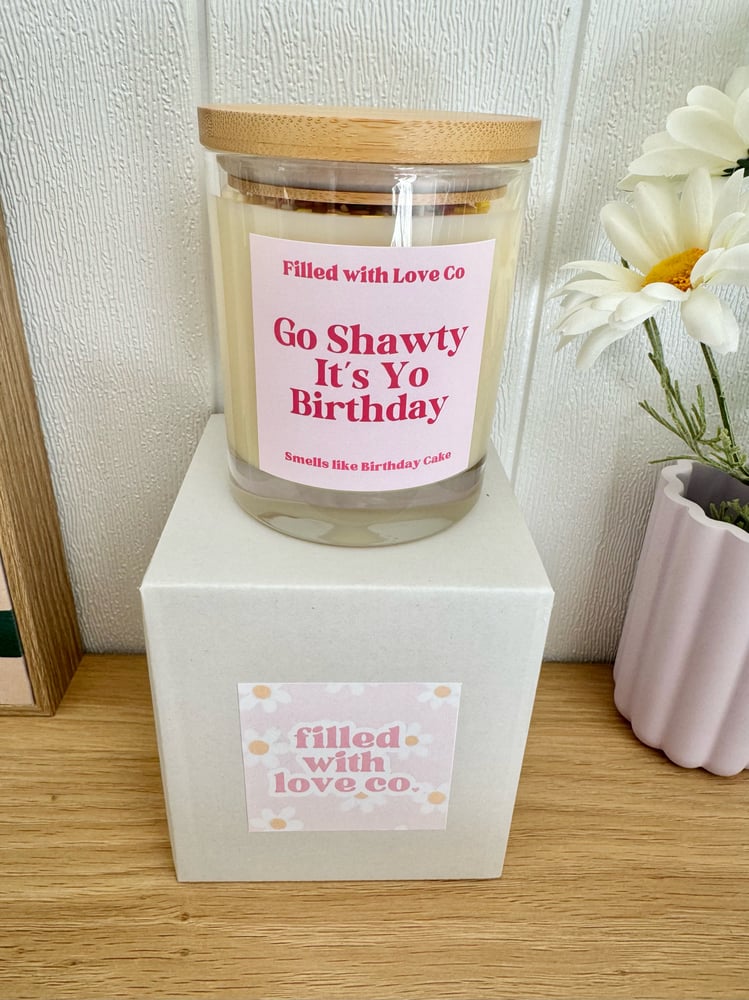 Filled with Love Co
Go Shawty
It's Yo
Birthday
Smells like Birthday Cake
filled
with
love co.